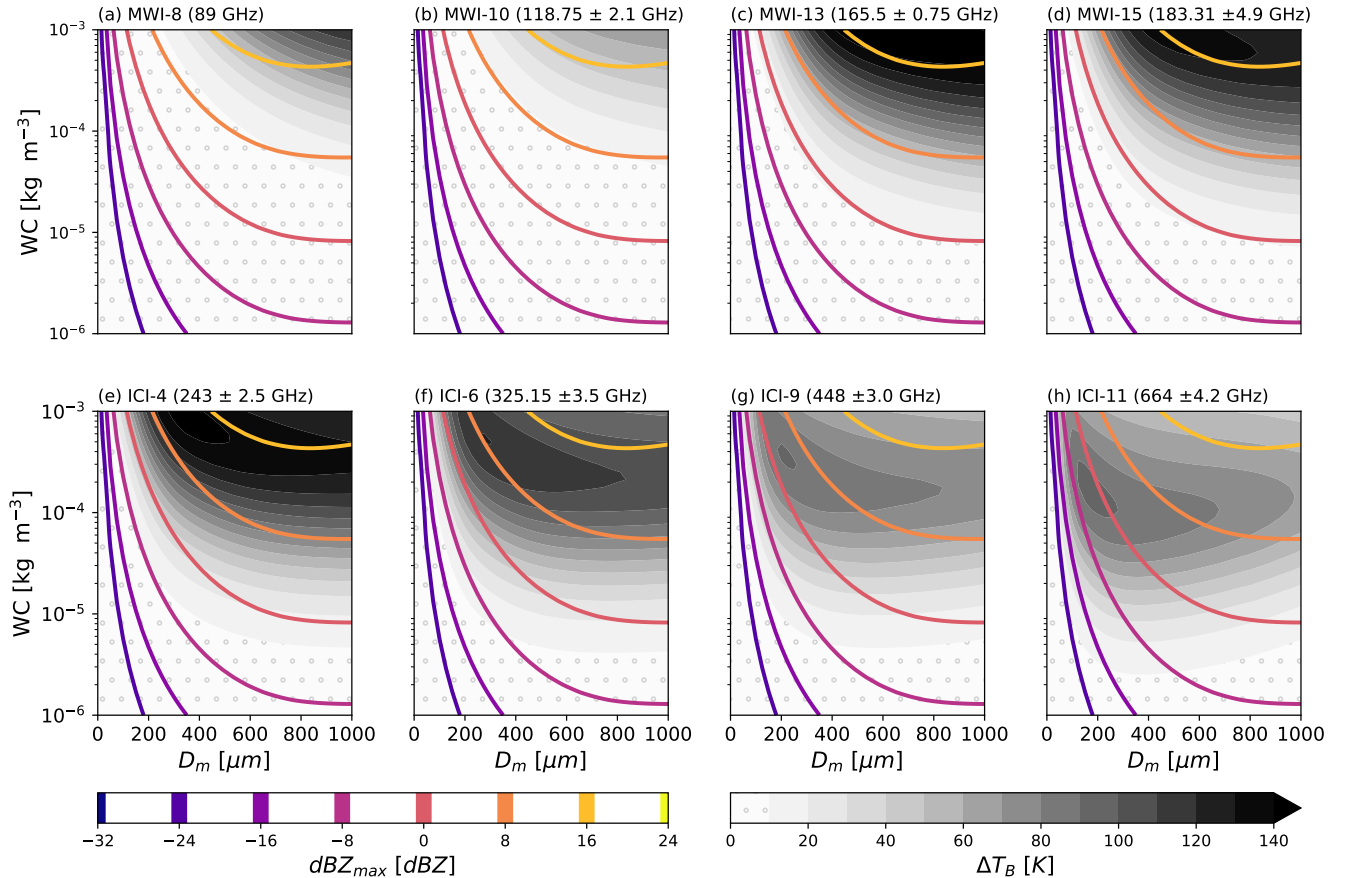 (a) MWI-8 (89 GHz)
(b) MWI-10 (118.75 ± 2.1 GHz)
(c) MWI-13 (165.5 ± 0.75 GHz)
(d) MWI-15 (183.31 ±4.9 GHz)
10⁻³
10⁻⁴
10⁻⁵
10⁻⁶
WC [kg m⁻³]
(e) ICI-4 (243 ± 2.5 GHz)
(f) ICI-6 (325.15 ±3.5 GHz)
(g) ICI-9 (448 ±3.0 GHz)
(h) ICI-11 (664 ±4.2 GHz)
10⁻³
10⁻⁴
10⁻⁵
10⁻⁶
WC [kg m⁻³]
0 200 400 600 800 1000
0 200 400 600 800 1000
0 200 400 600 800 1000
0 200 400 600 800 1000
Dₘ [μm]
Dₘ [μm]
Dₘ [μm]
Dₘ [μm]
−32 −24 −16 −8 0 8 16 24
dBZmax [dBZ]
0 20 40 60 80 100 120 140
ΔT_B [K]